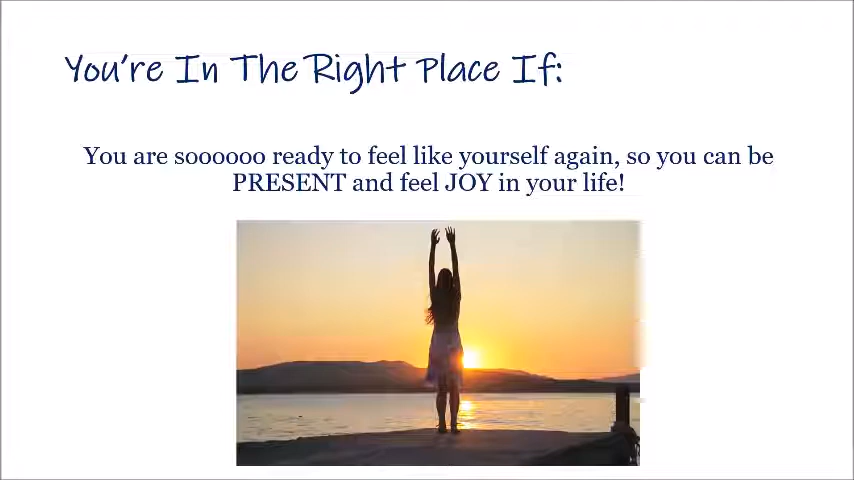 You're In The Right Place If:
You are soooooo ready to feel like yourself again, so you can be
PRESENT and feel JOY in your life!